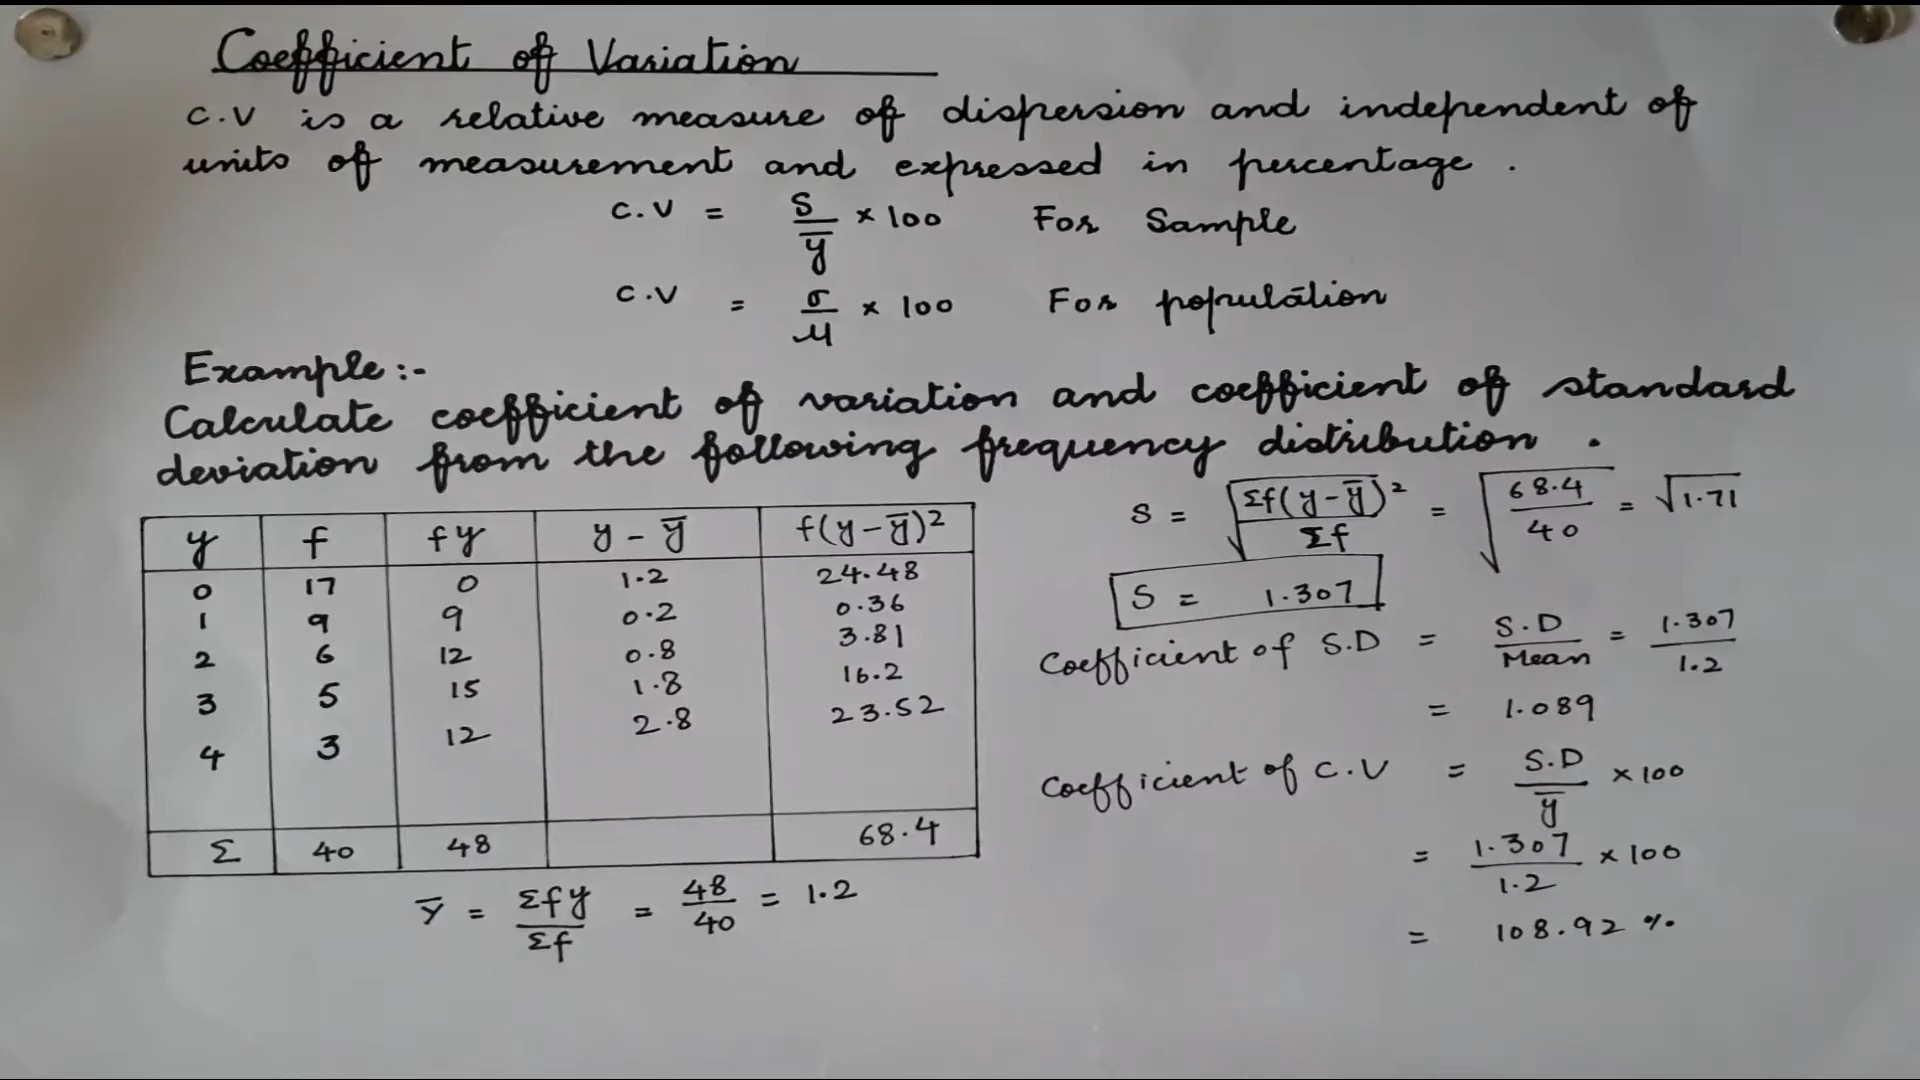 Coefficient of Variation
C.V is a relative measure of dispersion and independent of
units of measurement and expressed in percentage .
C.V = S/ȳ × 100 For Sample
C.V = σ/μ × 100 For population
Example :-
Calculate coefficient of variation and coefficient of standard
deviation from the following frequency distribution .
y f fy y - ȳ f(y-ȳ)²
0 17 0 1.2 24.48
1 9 9 0.2 0.36
2 6 12 0.8 3.81
3 5 15 1.8 16.2
4 3 12 2.8 23.52
Σ 40 48 68.4
ȳ = Σfy/Σf = 48/40 = 1.2
S = √(Σf(y-ȳ)²/Σf) = √(68.4/40) = √1.71
S = 1.307
Coefficient of S.D = S.D/Mean = 1.307/1.2
= 1.089
Coefficient of C.V = S.D/ȳ × 100
= 1.307/1.2 × 100
= 108.92 %